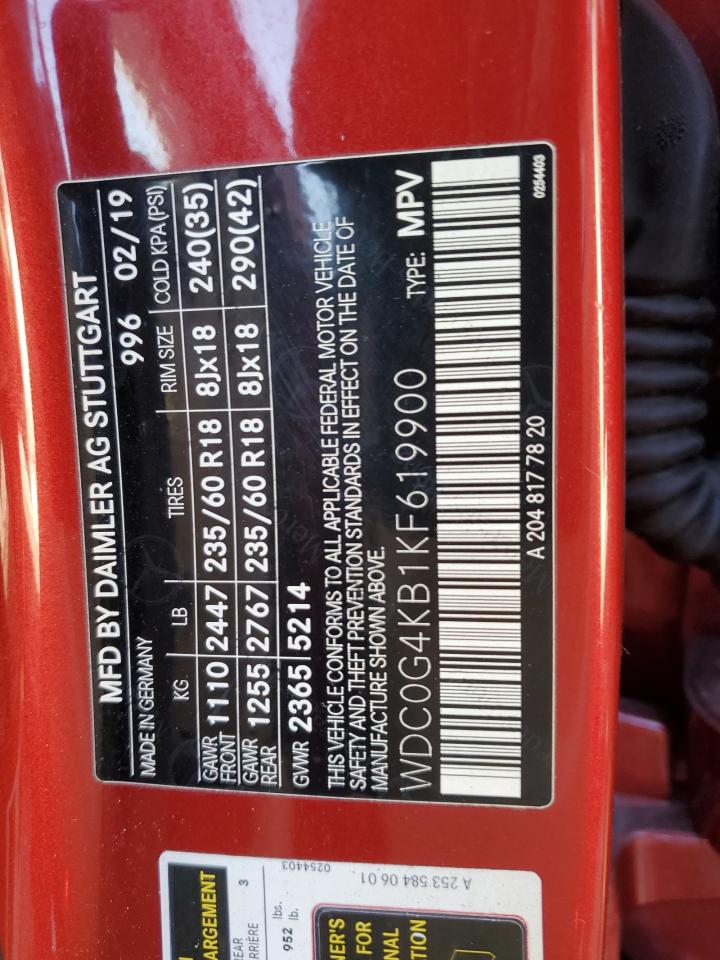 MFD BY DAIMLER AG STUTTGART
MADE IN GERMANY 996 02/19
KG LB TIRES RIM SIZE COLD KPA(PSI)
GAWR FRONT 1110 2447 235/60 R18 8Jx18 240(35)
GAWR REAR 1255 2767 235/60 R18 8Jx18 290(42)
GVWR 2365 5214
THIS VEHICLE CONFORMS TO ALL APPLICABLE FEDERAL MOTOR VEHICLE
SAFETY AND THEFT PREVENTION STANDARDS IN EFFECT ON THE DATE OF
MANUFACTURE SHOWN ABOVE.
WDC0G4KB1KF619900 TYPE: MPV
A 204 817 78 20 0254403
ARGEMENT
EAR 3
lbs.
952 lb.
0254403
NER'S
FOR
A 253 584 06 01